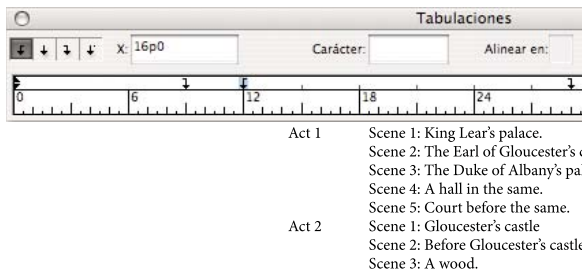 Tabulaciones
X: 16p0 Carácter: Alinear en:
0 6 12 18 24
Act 1 Scene 1: King Lear's palace.
Scene 2: The Earl of Gloucester's
Scene 3: The Duke of Albany's
Scene 4: A hall in the same.
Scene 5: Court before the same.
Act 2 Scene 1: Gloucester's castle
Scene 2: Before Gloucester's castle
Scene 3: A wood.